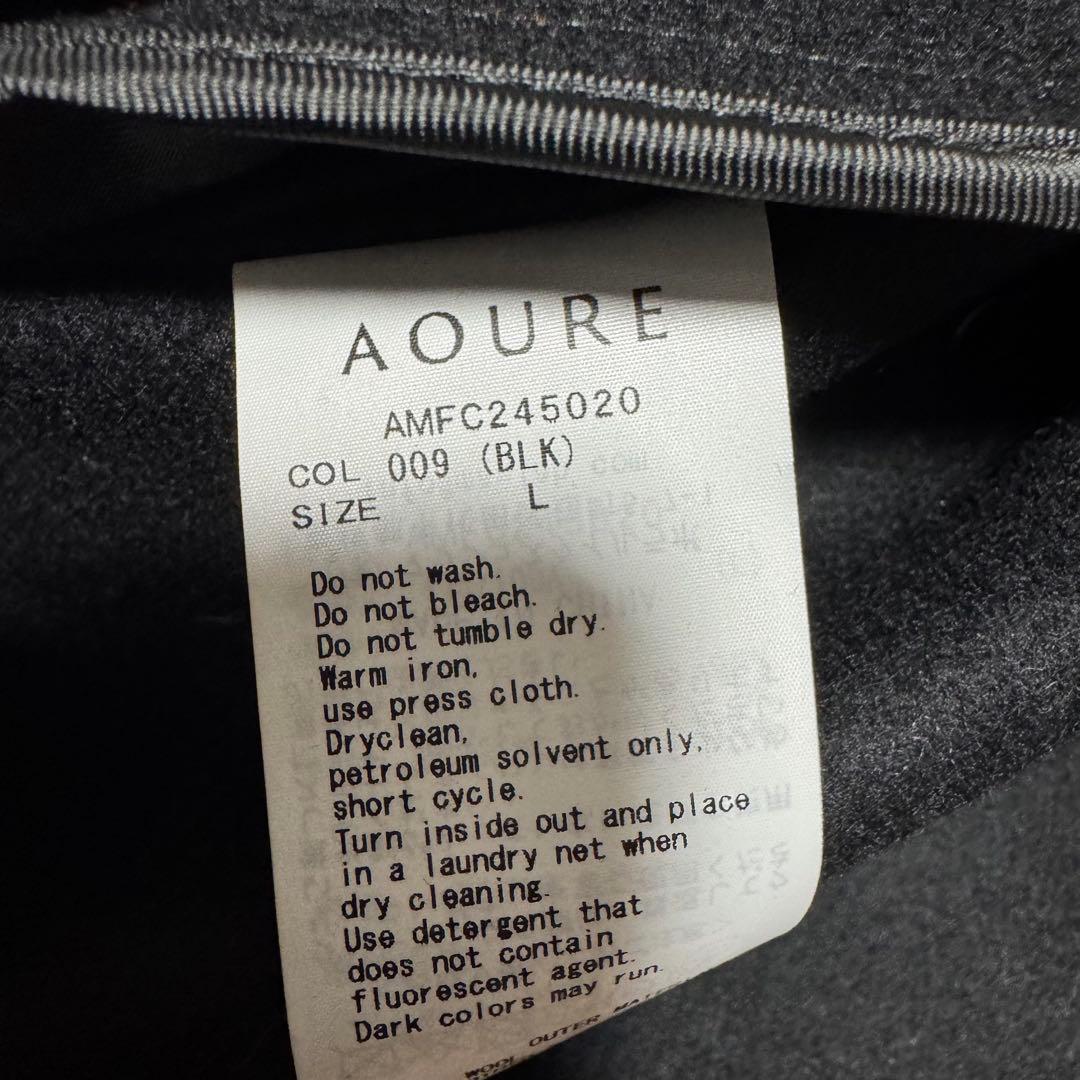 AOURE
AMFC245020
COL 009 (BLK)
SIZE L
Do not wash.
Do not bleach.
Do not tumble dry.
Warm iron,
use press cloth.
Dryclean,
petroleum solvent only,
short cycle.
Turn inside out and place
in a laundry net when
dry cleaning.
Use detergent that
does not contain
fluorescent agent.
Dark colors may run.
WOOL OUTER